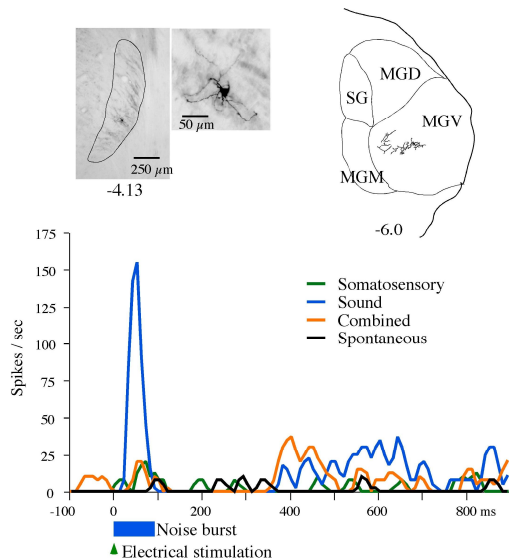 MGD
SG
MGV
MGM
50 µm
250 µm
-4.13
-6.0
175
150
125
100
75
50
25
0
Spikes / sec
Somatosensory
Sound
Combined
Spontaneous
-100 0 200 400 600 800 ms
Noise burst
Electrical stimulation